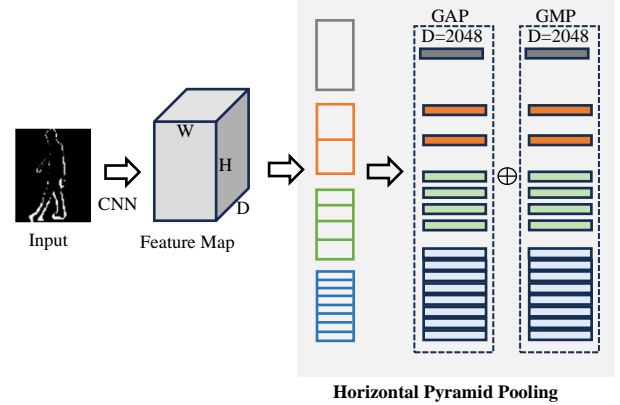 GAP
GMP
D=2048
D=2048
W
H
D
CNN
Input
Feature Map
Horizontal Pyramid Pooling